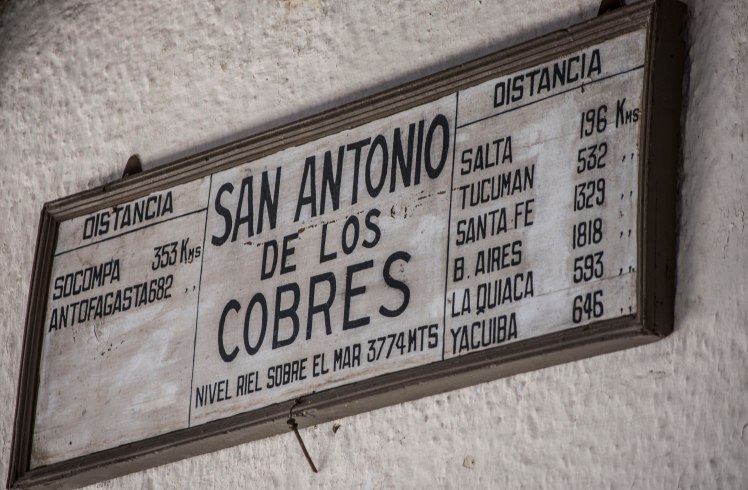 DISTANCIA
SOCOMPA 353 Kms
ANTOFAGASTA 682 ,,
SAN ANTONIO
DE LOS
COBRES
NIVEL RIEL SOBRE EL MAR 3774 MTS
DISTANCIA
SALTA 196 Kms
TUCUMAN 532 ,,
SANTA FE 1329 ,,
B. AIRES 1818 ,,
LA QUIACA 593 ,,
YACUIBA 646 ,,